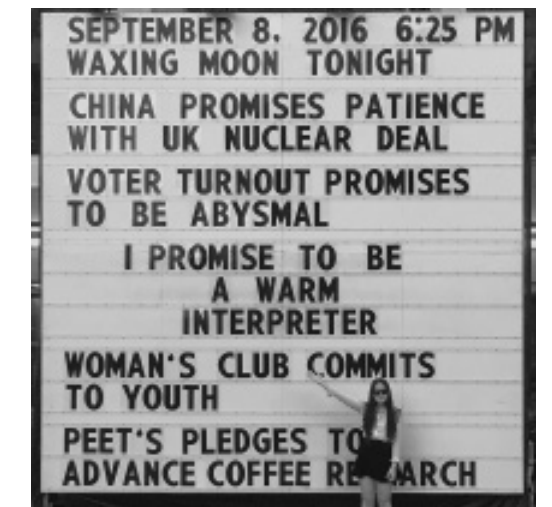 SEPTEMBER 8. 2016 6:25 PM
WAXING MOON TONIGHT
CHINA PROMISES PATIENCE
WITH UK NUCLEAR DEAL
VOTER TURNOUT PROMISES
TO BE ABYSMAL
I PROMISE TO BE
A WARM
INTERPRETER
WOMAN'S CLUB COMMITS
TO YOUTH
PEET'S PLEDGES TO
ADVANCE COFFEE RESEARCH